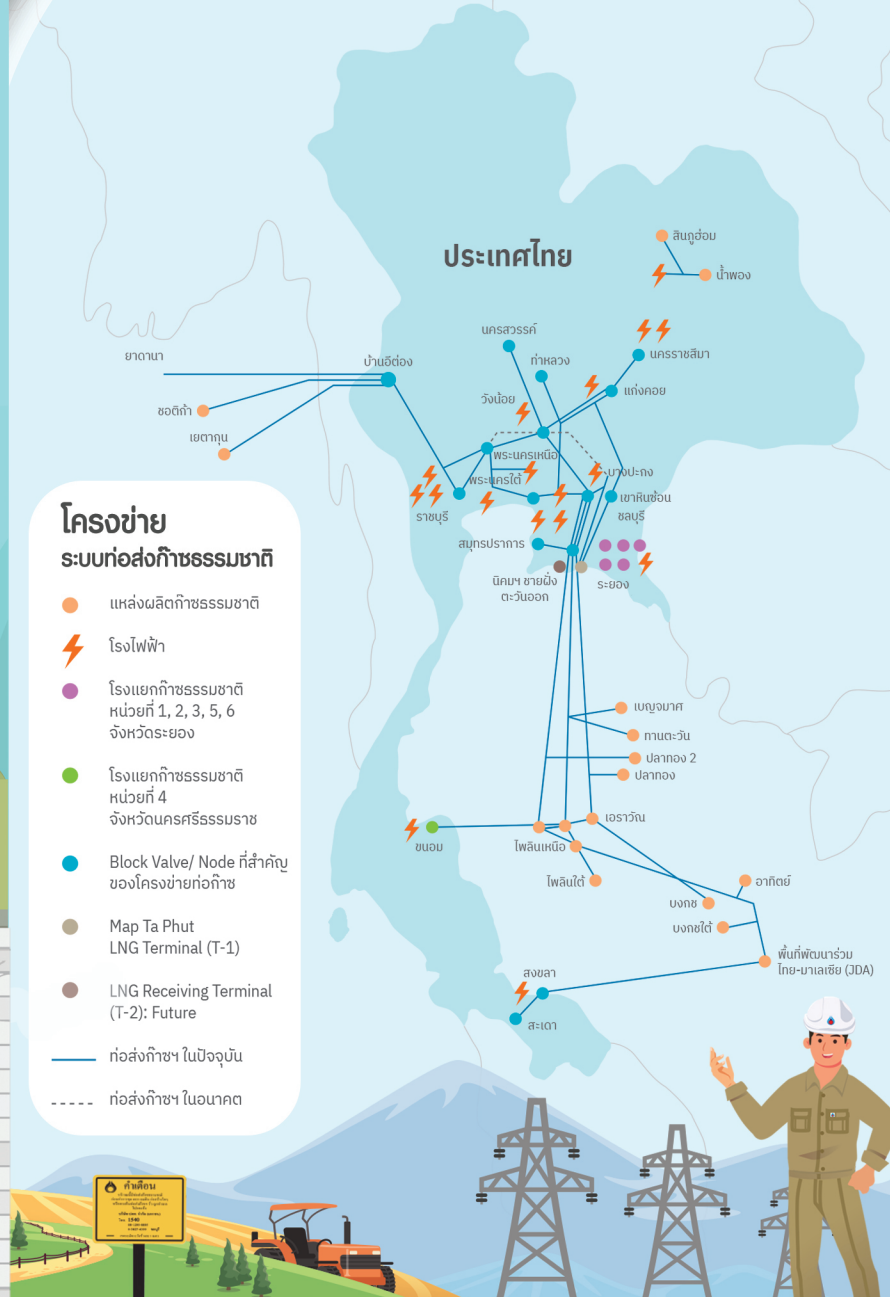 ประเทศไทย
สินภูฮ่อม
น้ำพอง
นครสวรรค์
นครราชสีมา
ท่าหลวง
ยาดานา
บ้านอีต่อง
แก่งคอย
วังน้อย
ซอติก้า
เยตากุน
พระนครเหนือ
บางปะกง
พระนครใต้
เขาหินซ้อน
ราชบุรี
ชลบุรี
สมุทรปราการ
นิคมฯ ชายฝั่ง
ตะวันออก
ระยอง
โครงข่าย
ระบบท่อส่งก๊าซธรรมชาติ
แหล่งผลิตก๊าซธรรมชาติ
โรงไฟฟ้า
โรงแยกก๊าซธรรมชาติ
หน่วยที่ 1, 2, 3, 5, 6
จังหวัดระยอง
โรงแยกก๊าซธรรมชาติ
หน่วยที่ 4
จังหวัดนครศรีธรรมราช
Block Valve/ Node ที่สำคัญ
ของโครงข่ายท่อก๊าซ
Map Ta Phut
LNG Terminal (T-1)
LNG Receiving Terminal
(T-2): Future
ท่อส่งก๊าซฯ ในปัจจุบัน
ท่อส่งก๊าซฯ ในอนาคต
เบญจมาศ
ทานตะวัน
ปลาทอง 2
ปลาทอง
เอราวัณ
ขนอม
ไพลินเหนือ
ไพลินใต้
อาทิตย์
บงกช
บงกชใต้
พื้นที่พัฒนาร่วม
ไทย-มาเลเซีย (JDA)
สงขลา
สะเดา
คำเตือน